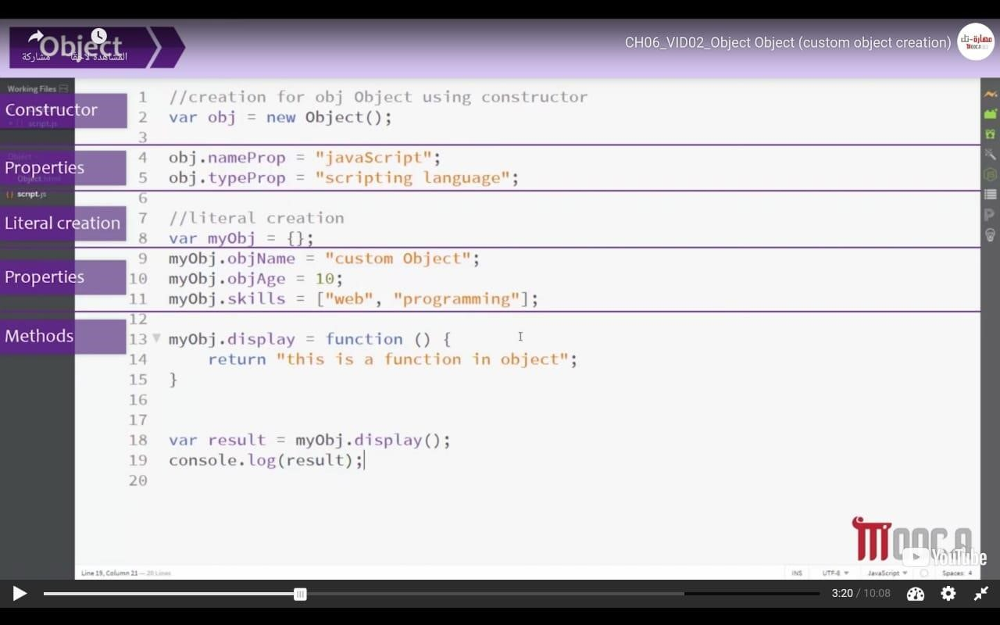 Object
مشاركة
المشاهدة لاحقًا
CH06_VID02_Object Object (custom object creation)
مهارة-تك
MOOCA
Working Files
Constructor
script.js
Properties
Object.html
script.js
Literal creation
Properties
Methods
1 //creation for obj Object using constructor
2 var obj = new Object();
3
4 obj.nameProp = "javaScript";
5 obj.typeProp = "scripting language";
6
7 //literal creation
8 var myObj = {};
9 myObj.objName = "custom Object";
10 myObj.objAge = 10;
11 myObj.skills = ["web", "programming"];
12
13 myObj.display = function () {
14 return "this is a function in object";
15 }
16
17
18 var result = myObj.display();
19 console.log(result);
20
MOOCA
YouTube
Line 19, Column 21 — 20 Lines
INS UTF-8 JavaScript Spaces: 4
3:20 / 10:08